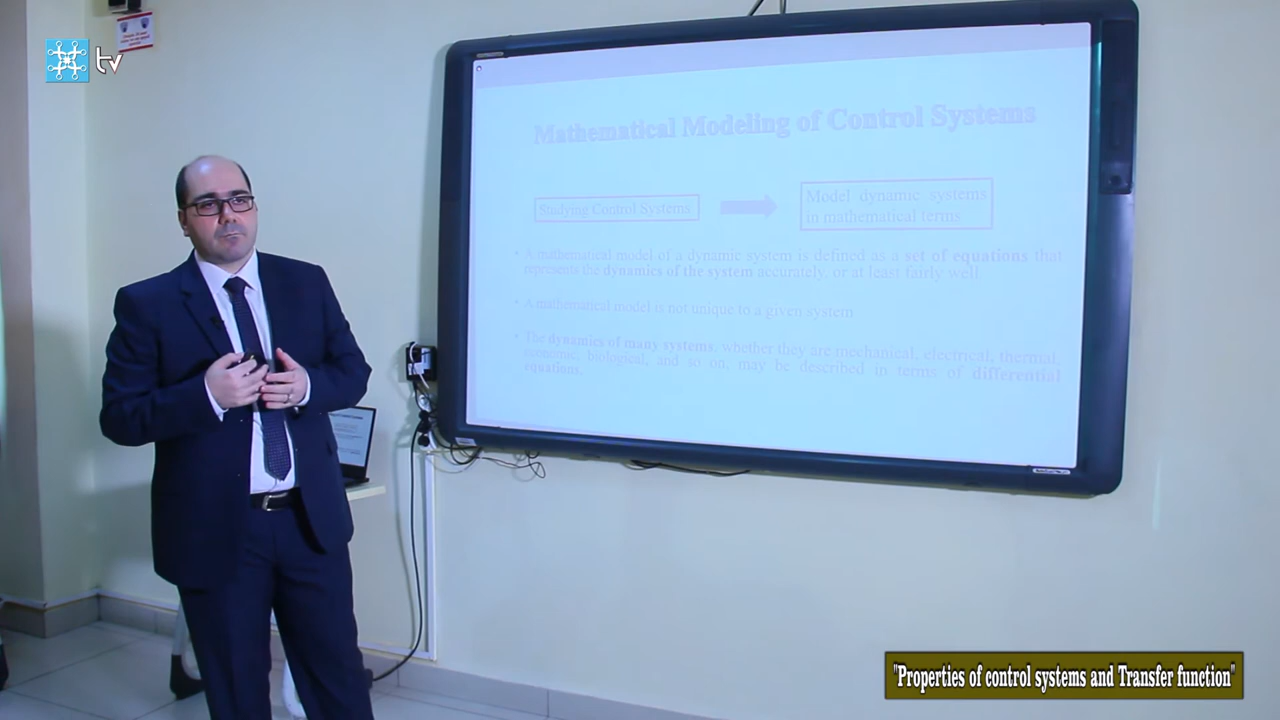 tv
Mathematical Modeling of Control Systems
Studying Control Systems
Model dynamic systems
in mathematical terms
• A mathematical model of a dynamic system is defined as a set of equations that
represents the dynamics of the system accurately, or at least fairly well
• A mathematical model is not unique to a given system
• The dynamics of many systems, whether they are mechanical, electrical, thermal,
economic, biological, and so on, may be described in terms of differential
equations.
"Properties of control systems and Transfer function"